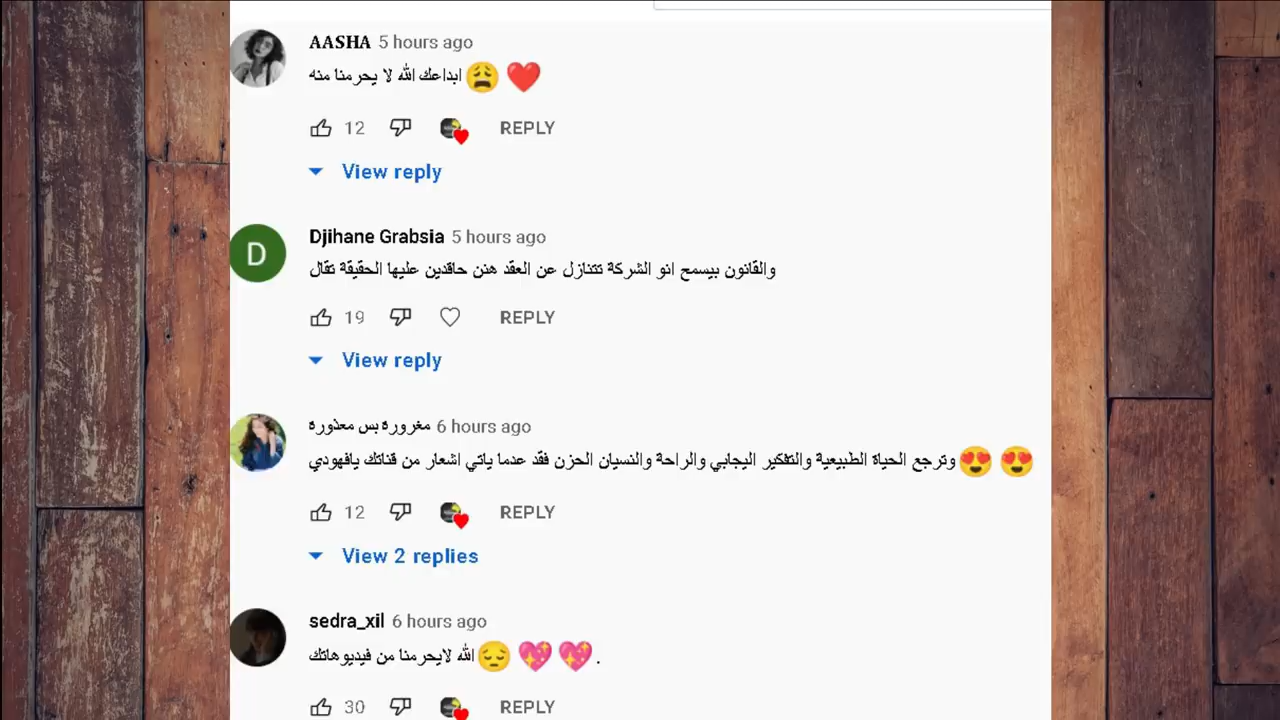 AASHA 5 hours ago
ابداعك الله لا يحرمنا منه😩 ❤️
12 REPLY
View reply
Djihane Grabsia 5 hours ago
والقانون بيسمح انو الشركة تتنازل عن العقد هنن حاقدين عليها الحقيقة تقال
19 REPLY
View reply
مغروره بس معذوره 6 hours ago
وترجع الحياة الطبيعية والتفكير اليجابي والراحة والنسيان الحزن فقد عدما ياتي اشعار من قناتك يافهودي😍 😍
12 REPLY
View 2 replies
sedra_xil 6 hours ago
الله لايحرمنا من فيديوهاتك😔 💖 💖 .
30 REPLY
D